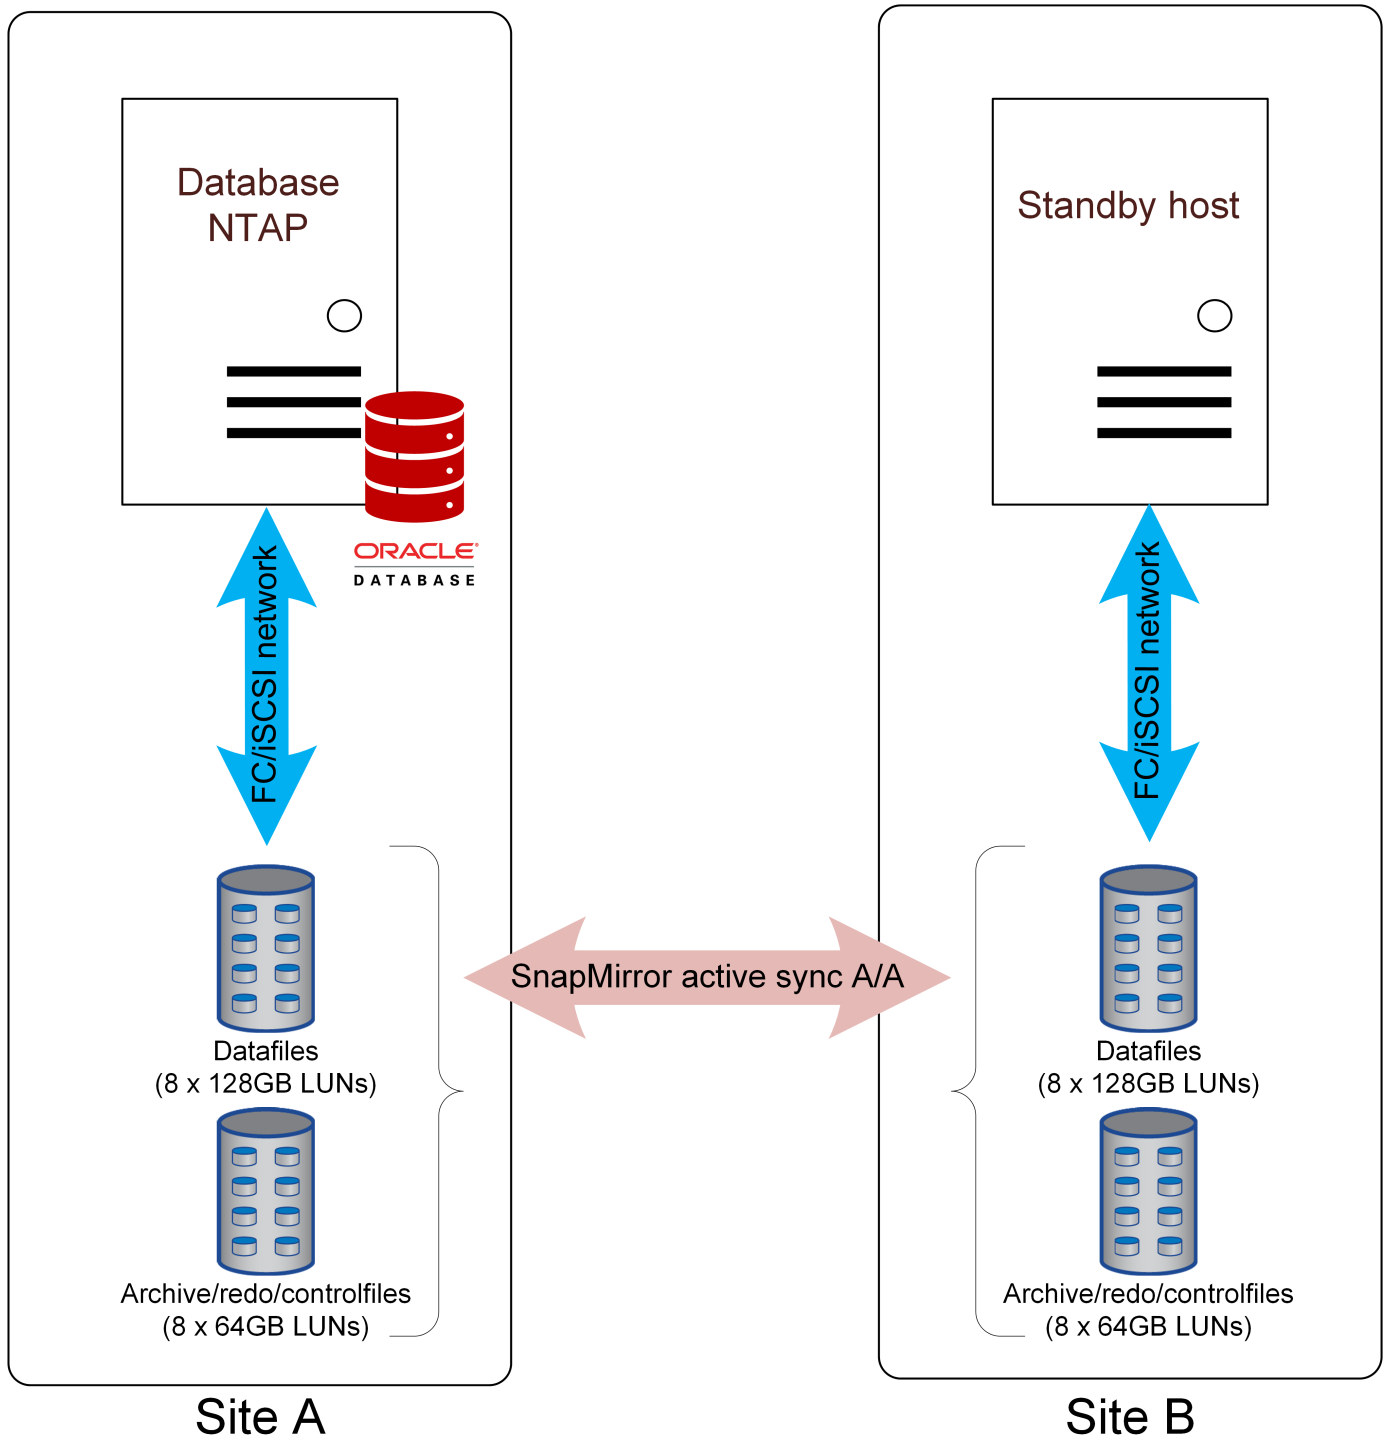 Database
NTAP
ORACLE®
DATABASE
FC/iSCSI network
Datafiles
(8 x 128GB LUNs)
Archive/redo/controlfiles
(8 x 64GB LUNs)
Site A
SnapMirror active sync A/A
Standby host
FC/iSCSI network
Datafiles
(8 x 128GB LUNs)
Archive/redo/controlfiles
(8 x 64GB LUNs)
Site B